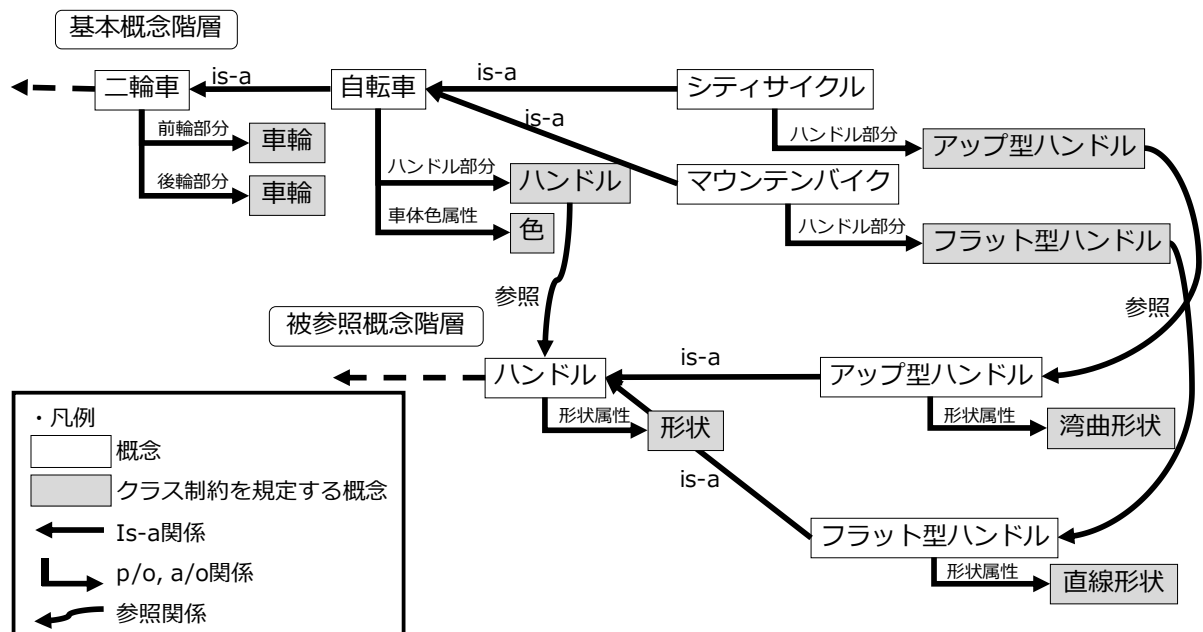 基本概念階層
二輪車
is-a
自転車
is-a
シティサイクル
is-a
前輪部分
車輪
後輪部分
車輪
ハンドル部分
ハンドル
車体色属性
色
ハンドル部分
アップ型ハンドル
マウンテンバイク
ハンドル部分
フラット型ハンドル
参照
参照
被参照概念階層
ハンドル
is-a
アップ型ハンドル
形状属性
形状
形状属性
湾曲形状
is-a
フラット型ハンドル
形状属性
直線形状
・凡例
概念
クラス制約を規定する概念
Is-a関係
p/o, a/o関係
参照関係